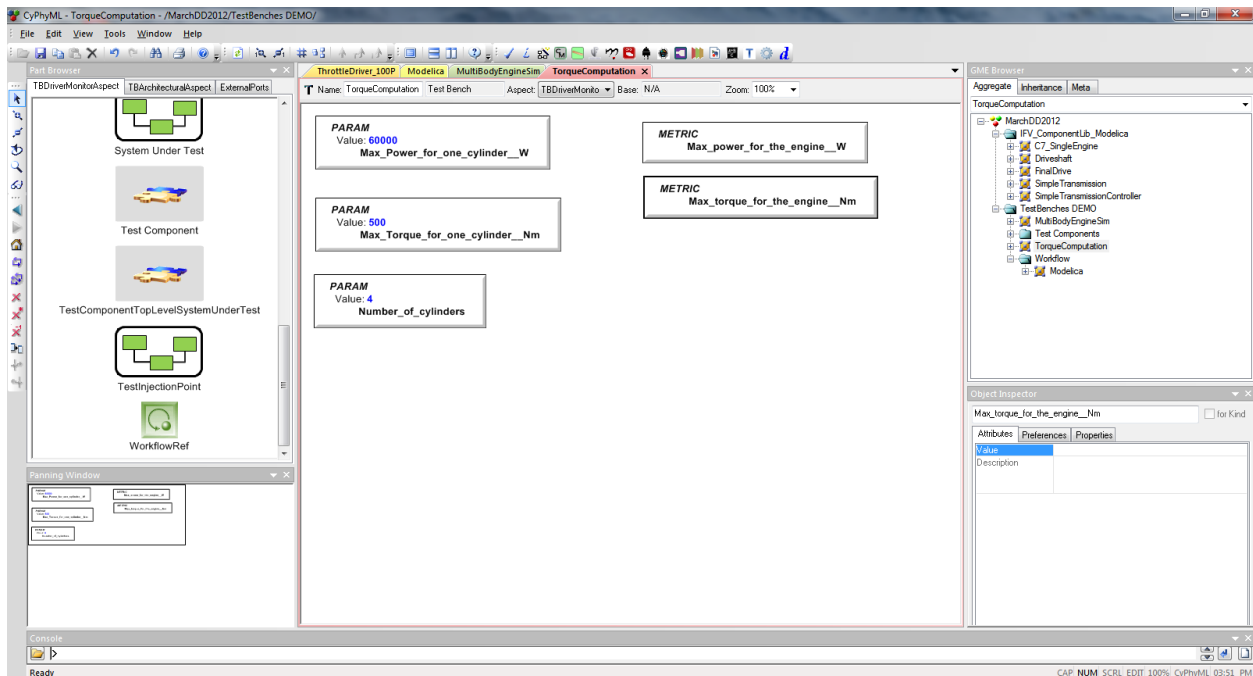 CyPhyML - TorqueComputation - /MarchDD2012/TestBenches DEMO/
File Edit View Tools Window Help
Part Browser
TBDriverMonitorAspect TBArchitecturalAspect ExternalPorts
System Under Test
Test Component
TestComponentTopLevelSystemUnderTest
TestInjectionPoint
WorkflowRef
Panning Window
ThrottleDriver_100P Modelica MultiBodyEngineSim TorqueComputation X
Name: TorqueComputation Test Bench Aspect: TBDriverMonito Base: N/A Zoom: 100%
PARAM
Value: 60000
Max_Power_for_one_cylinder__W
PARAM
Value: 500
Max_Torque_for_one_cylinder__Nm
PARAM
Value: 4
Number_of_cylinders
METRIC
Max_power_for_the_engine__W
METRIC
Max_torque_for_the_engine__Nm
GME Browser
Aggregate Inheritance Meta
TorqueComputation
MarchDD2012
IFV_ComponentLib_Modelica
C7_SingleEngine
Driveshaft
FinalDrive
SimpleTransmission
SimpleTransmissionController
TestBenches DEMO
MultiBodyEngineSim
Test Components
TorqueComputation
Workflow
Modelica
Object Inspector
Max_torque_for_the_engine__Nm for Kind
Attributes Preferences Properties
Value
Description
Console
>
Ready
CAP NUM SCRL EDIT 100% CyPhyML 03:51 PM